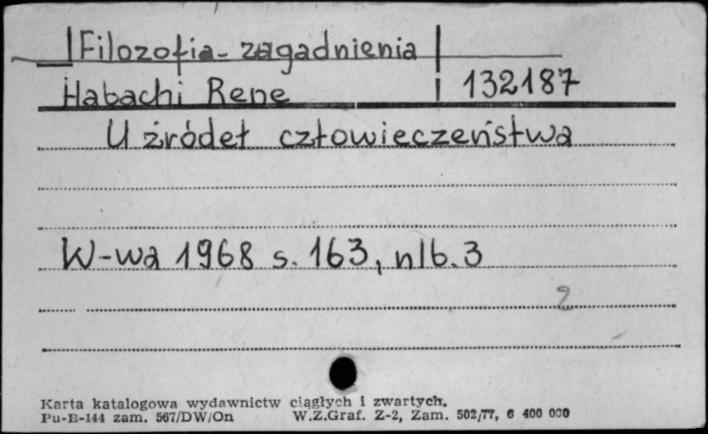 Filozofia - zagadnienia
Habachi Rene 132187
U źródeł człowieczeństwa
W-wa 1968 s. 163, nlb. 3
2
Karta katalogowa wydawnictw ciągłych i zwartych.
Pu-B-144 zam. 567/DW/On W.Z.Graf. Z-2, Zam. 502/77, 6 400 000